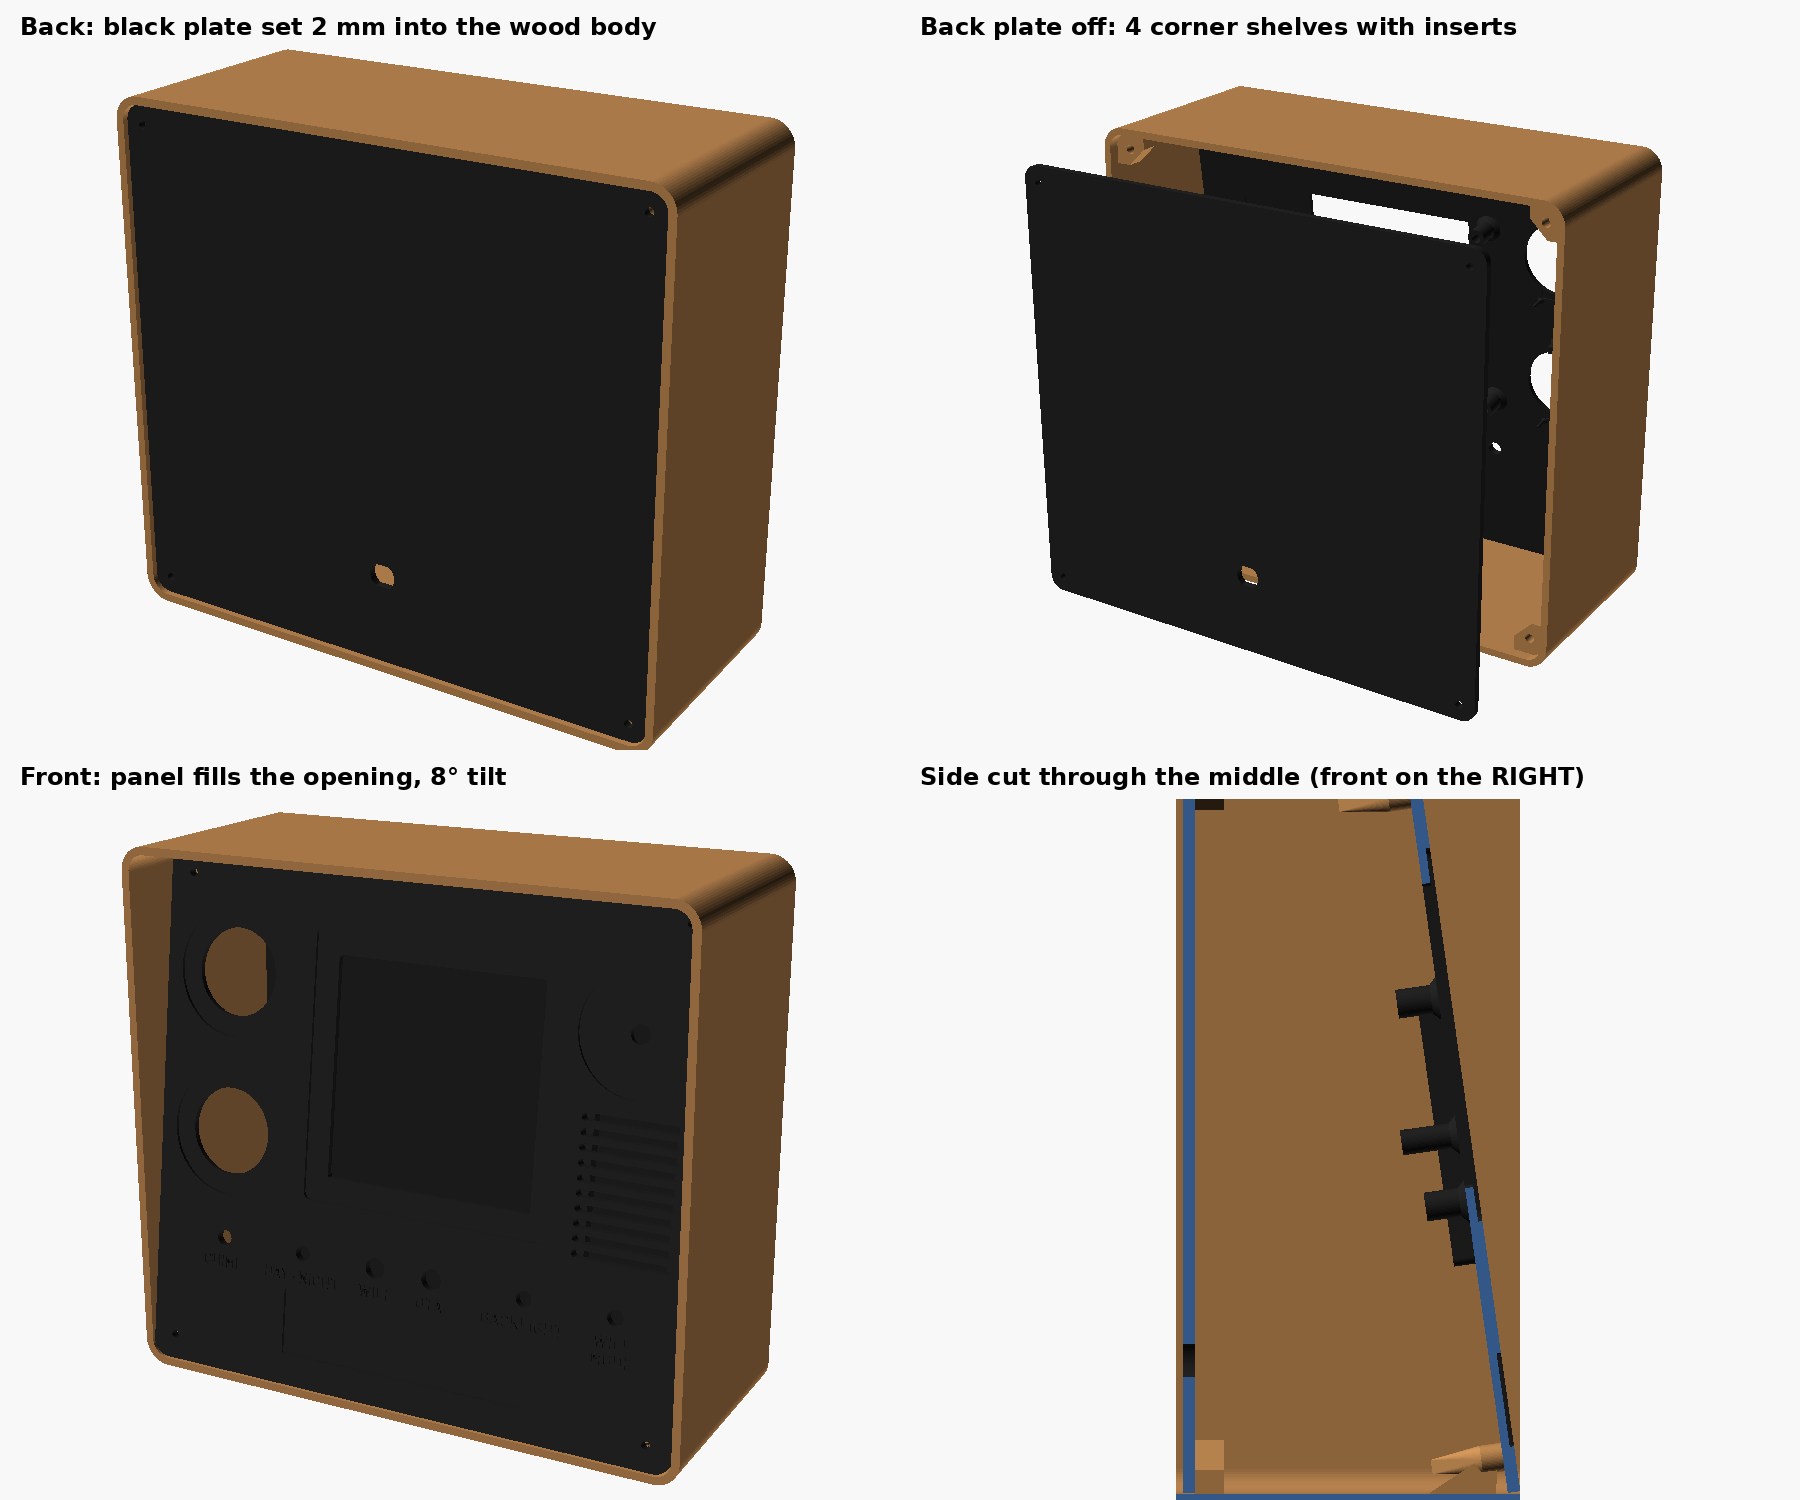 Back: black plate set 2 mm into the wood body
Back plate off: 4 corner shelves with inserts
Front: panel fills the opening, 8° tilt
Side cut through the middle (front on the RIGHT)